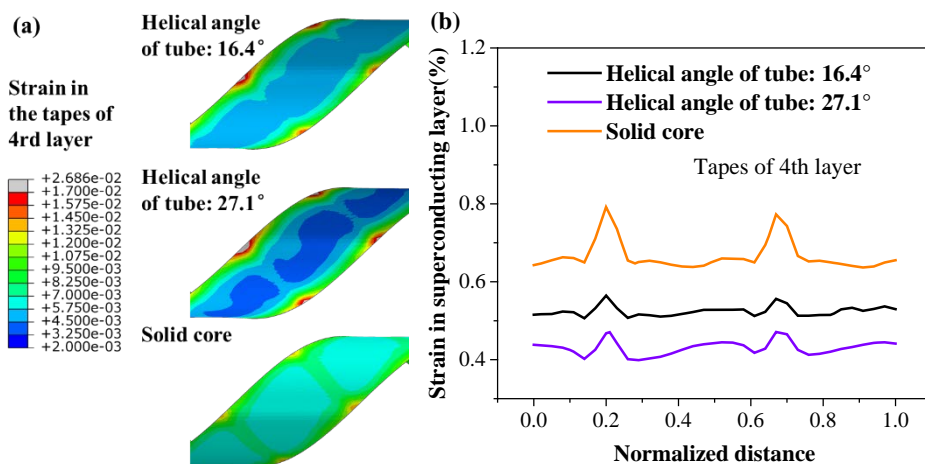 (a)
Helical angle
of tube: 16.4°
Strain in
the tapes of
4rd layer
+2.686e-02
+1.700e-02
+1.575e-02
+1.450e-02
+1.325e-02
+1.200e-02
+1.075e-02
+9.500e-03
+8.250e-03
+7.000e-03
+5.750e-03
+4.500e-03
+3.250e-03
+2.000e-03
Helical angle
of tube: 27.1°
Solid core
(b)
Strain in superconducting layer(%)
1.2
1.0
0.8
0.6
0.4
Helical angle of tube: 16.4°
Helical angle of tube: 27.1°
Solid core
Tapes of 4th layer
0.0 0.2 0.4 0.6 0.8 1.0
Normalized distance